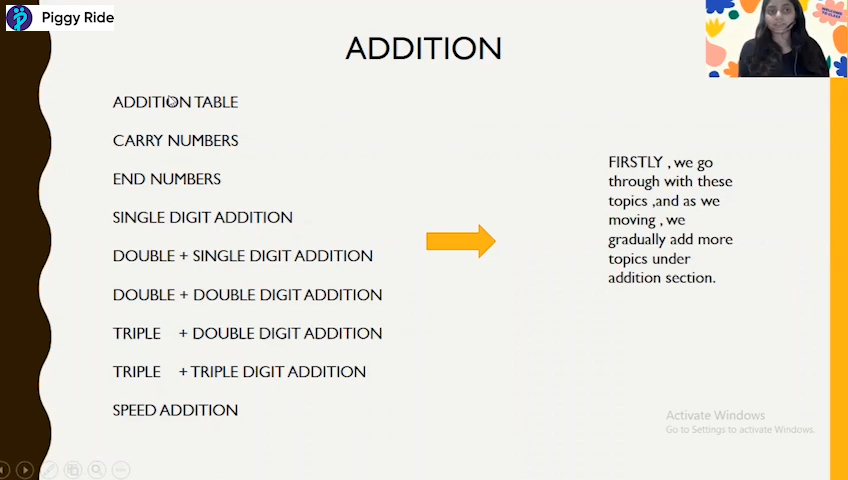 Piggy Ride
WELCOME
TO CLASS
ADDITION
ADDITION TABLE
CARRY NUMBERS
END NUMBERS
SINGLE DIGIT ADDITION
DOUBLE + SINGLE DIGIT ADDITION
DOUBLE + DOUBLE DIGIT ADDITION
TRIPLE + DOUBLE DIGIT ADDITION
TRIPLE + TRIPLE DIGIT ADDITION
SPEED ADDITION
FIRSTLY , we go
through with these
topics ,and as we
moving , we
gradually add more
topics under
addition section.
Activate Windows
Go to Settings to activate Windows.